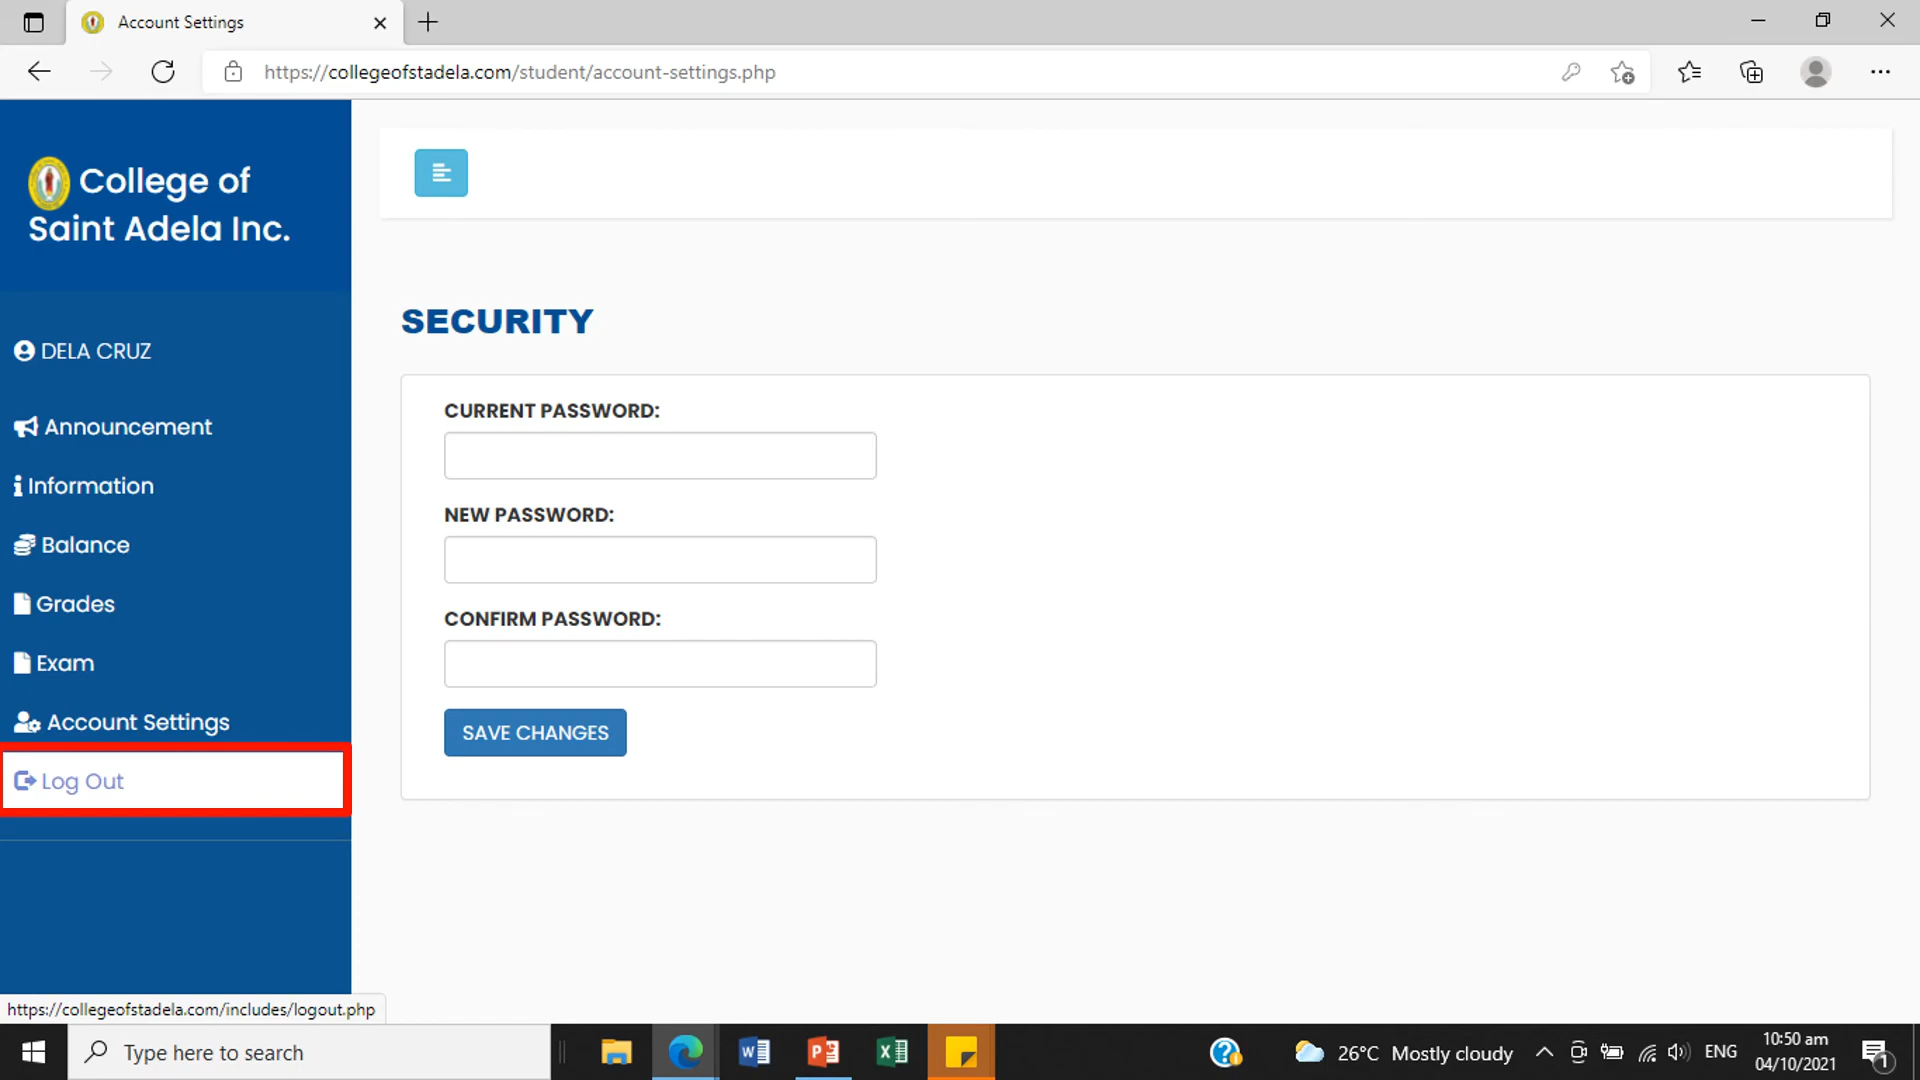 Account Settings
https://collegeofstadela.com/student/account-settings.php
College of
Saint Adela Inc.
DELA CRUZ
Announcement
Information
Balance
Grades
Exam
Account Settings
Log Out
SECURITY
CURRENT PASSWORD:
NEW PASSWORD:
CONFIRM PASSWORD:
SAVE CHANGES
https://collegeofstadela.com/includes/logout.php
Type here to search
26°C Mostly cloudy
ENG
10:50 am
04/10/2021
1